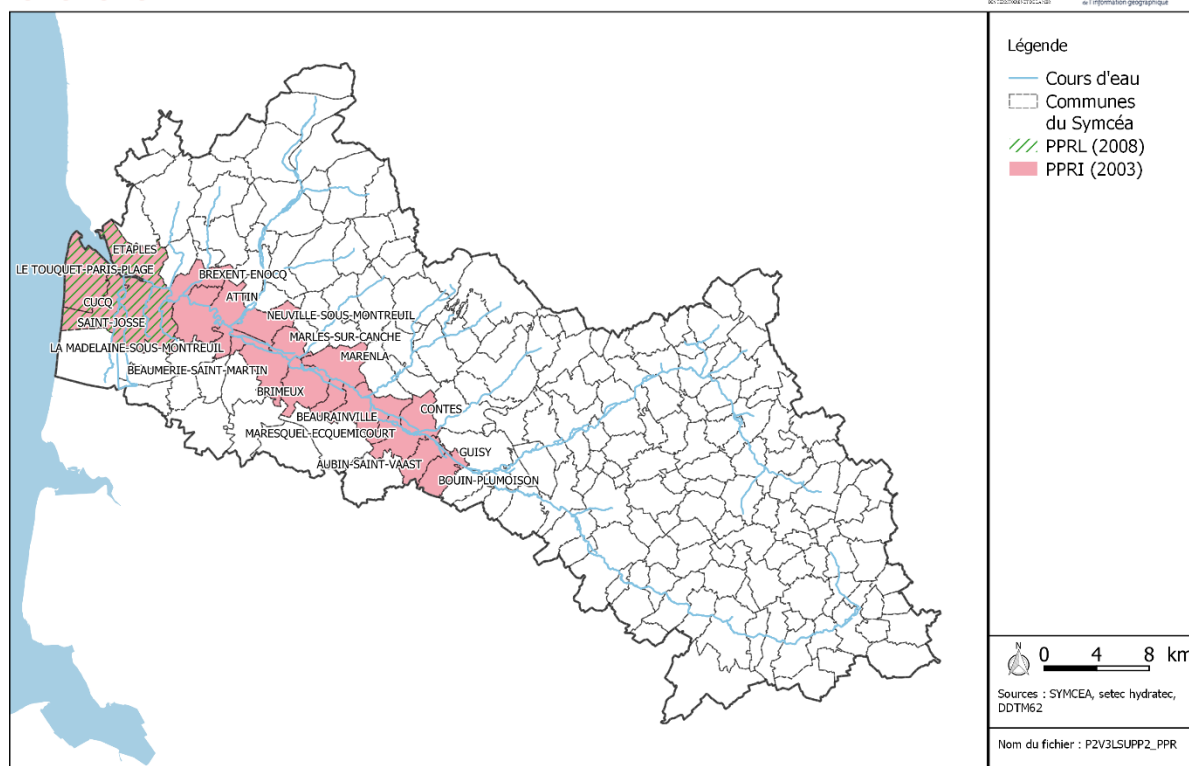 de l'information géographique
Légende
Cours d'eau
Communes
du Symcéa
PPRL (2008)
PPRI (2003)
ETAPLES
LE TOUQUET-PARIS-PLAGE
BREXENT-ENOCQ
ATTIN
CUCQ
NEUVILLE-SOUS-MONTREUIL
SAINT-JOSSE
MARLES-SUR-CANCHE
LA MADELAINE-SOUS-MONTREUIL
MARENLA
BEAUMERIE-SAINT-MARTIN
BRIMEUX
CONTES
BEAURAINVILLE
MARESQUEL-ECQUEMICOURT
GUISY
AUBIN-SAINT-VAAST
BOUIN-PLUMOISON
N
0 4 8 km
Sources : SYMCEA, setec hydratec,
DDTM62
Nom du fichier : P2V3LSUPP2_PPR